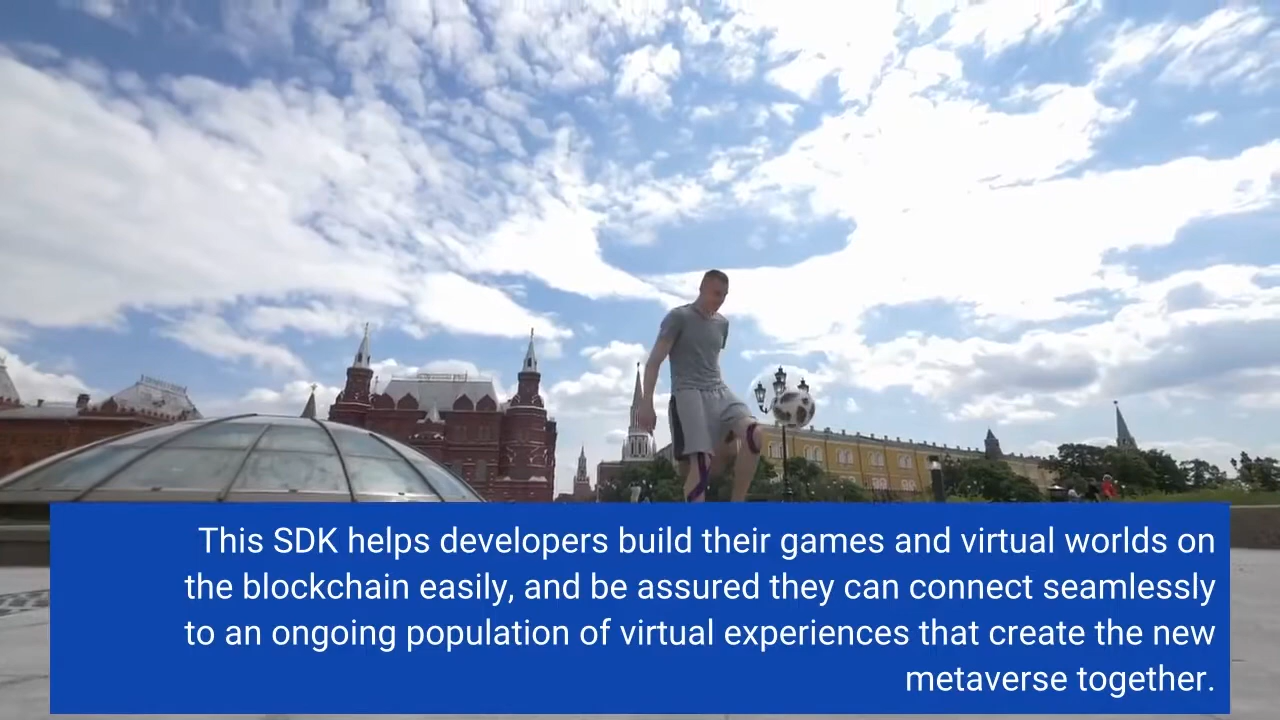 This SDK helps developers build their games and virtual worlds on
the blockchain easily, and be assured they can connect seamlessly
to an ongoing population of virtual experiences that create the new
metaverse together.